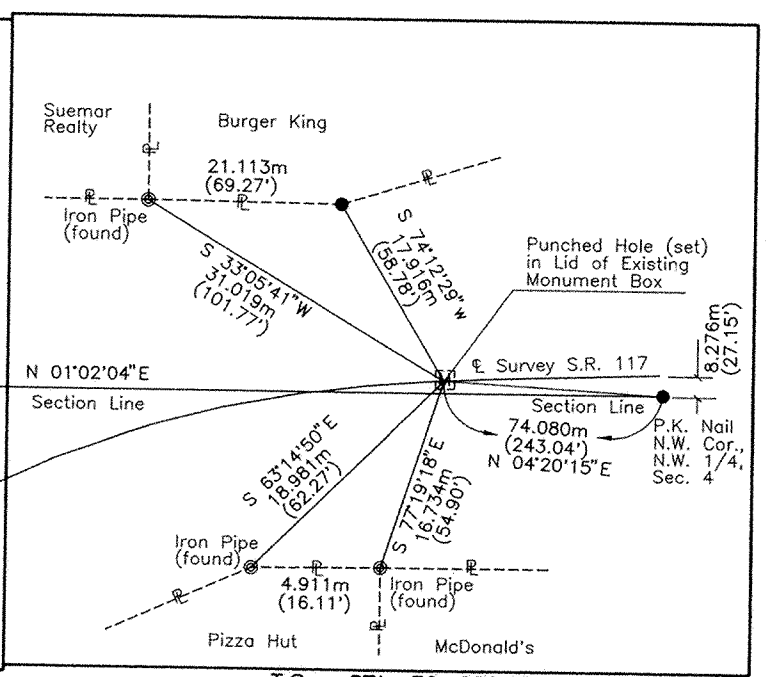 Suemar
Realty
Burger King
21.113m
(69.27')
Iron Pipe
(found)
S 33°05'41" W
31.019m
(101.77')
S 74°12'29" W
17.916m
(58.78')
Punched Hole (set)
in Lid of Existing
Monument Box
8.276m
(27.15')
℄ Survey S.R. 117
N 01°02'04"E
Section Line
Section Line
74.080m
(243.04')
N 04°20'15"E
P.K. Nail
N.W. Cor.,
N.W. 1/4,
Sec. 4
S 63°14'50"E
18.981m
(62.27')
S 77°19'18"E
16.734m
(54.90')
Iron Pipe
(found)
4.911m
(16.11')
Iron Pipe
(found)
Pizza Hut
McDonald's